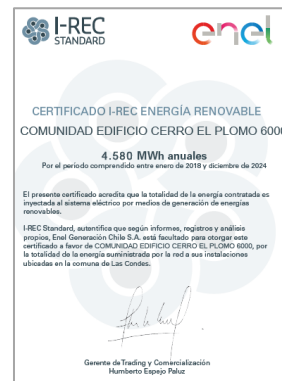 I-REC
STANDARD
enel
CERTIFICADO I-REC ENERGÍA RENOVABLE
COMUNIDAD EDIFICIO CERRO EL PLOMO 6000
4.580 MWh anuales
Por el período comprendido entre enero de 2018 y diciembre de 2024
El presente certificado acredita que la totalidad de la energía contratada es
inyectada al sistema eléctrico por medios de generación de energías
renovables.
I-REC Standard, autentifica que según informes, registros y análisis
propios, Enel Generación Chile S.A. está facultado para otorgar este
certificado a favor de COMUNIDAD EDIFICIO CERRO EL PLOMO 6000, por
la totalidad de la energía suministrada por la red a sus instalaciones
ubicadas en la comuna de Las Condes.
Gerente de Trading y Comercialización
Humberto Espejo Paluz